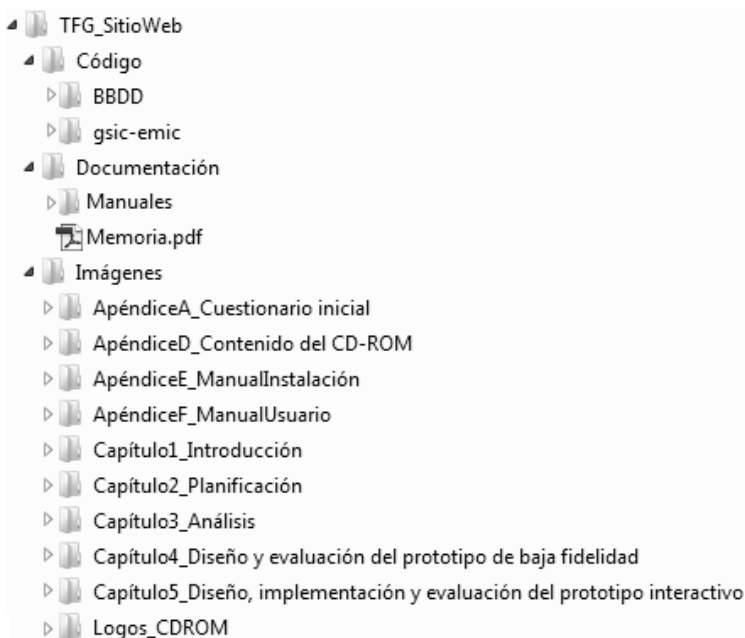 TFG_SitioWeb
Código
BBDD
gsic-emic
Documentación
Manuales
Memoria.pdf
Imágenes
ApéndiceA_Cuestionario inicial
ApéndiceD_Contenido del CD-ROM
ApéndiceE_ManualInstalación
ApéndiceF_ManualUsuario
Capítulo1_Introducción
Capítulo2_Planificación
Capítulo3_Análisis
Capítulo4_Diseño y evaluación del prototipo de baja fidelidad
Capítulo5_Diseño, implementación y evaluación del prototipo interactivo
Logos_CDROM